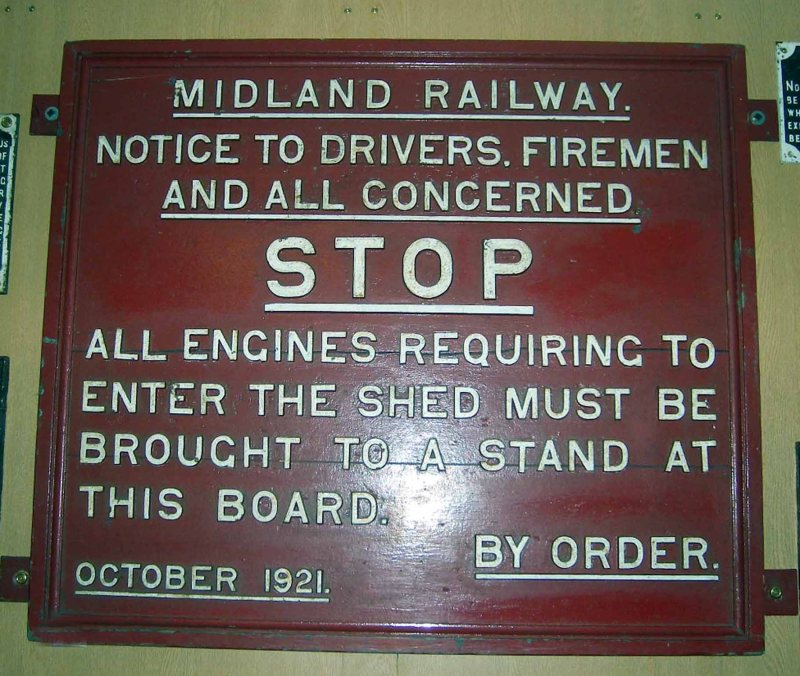 MIDLAND RAILWAY.
NOTICE TO DRIVERS. FIREMEN
AND ALL CONCERNED.
STOP
ALL ENGINES REQUIRING TO
ENTER THE SHED MUST BE
BROUGHT TO A STAND AT
THIS BOARD.
BY ORDER.
OCTOBER 1921.